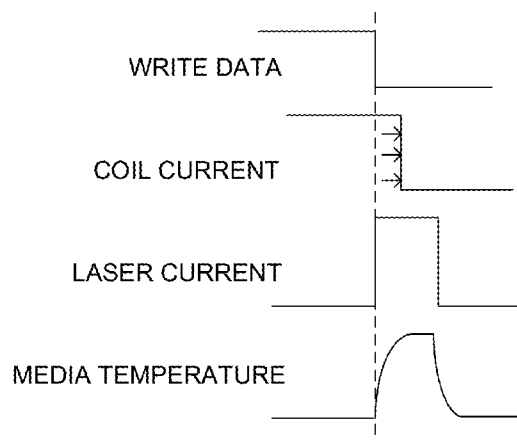 WRITE DATA
COIL CURRENT
LASER CURRENT
MEDIA TEMPERATURE